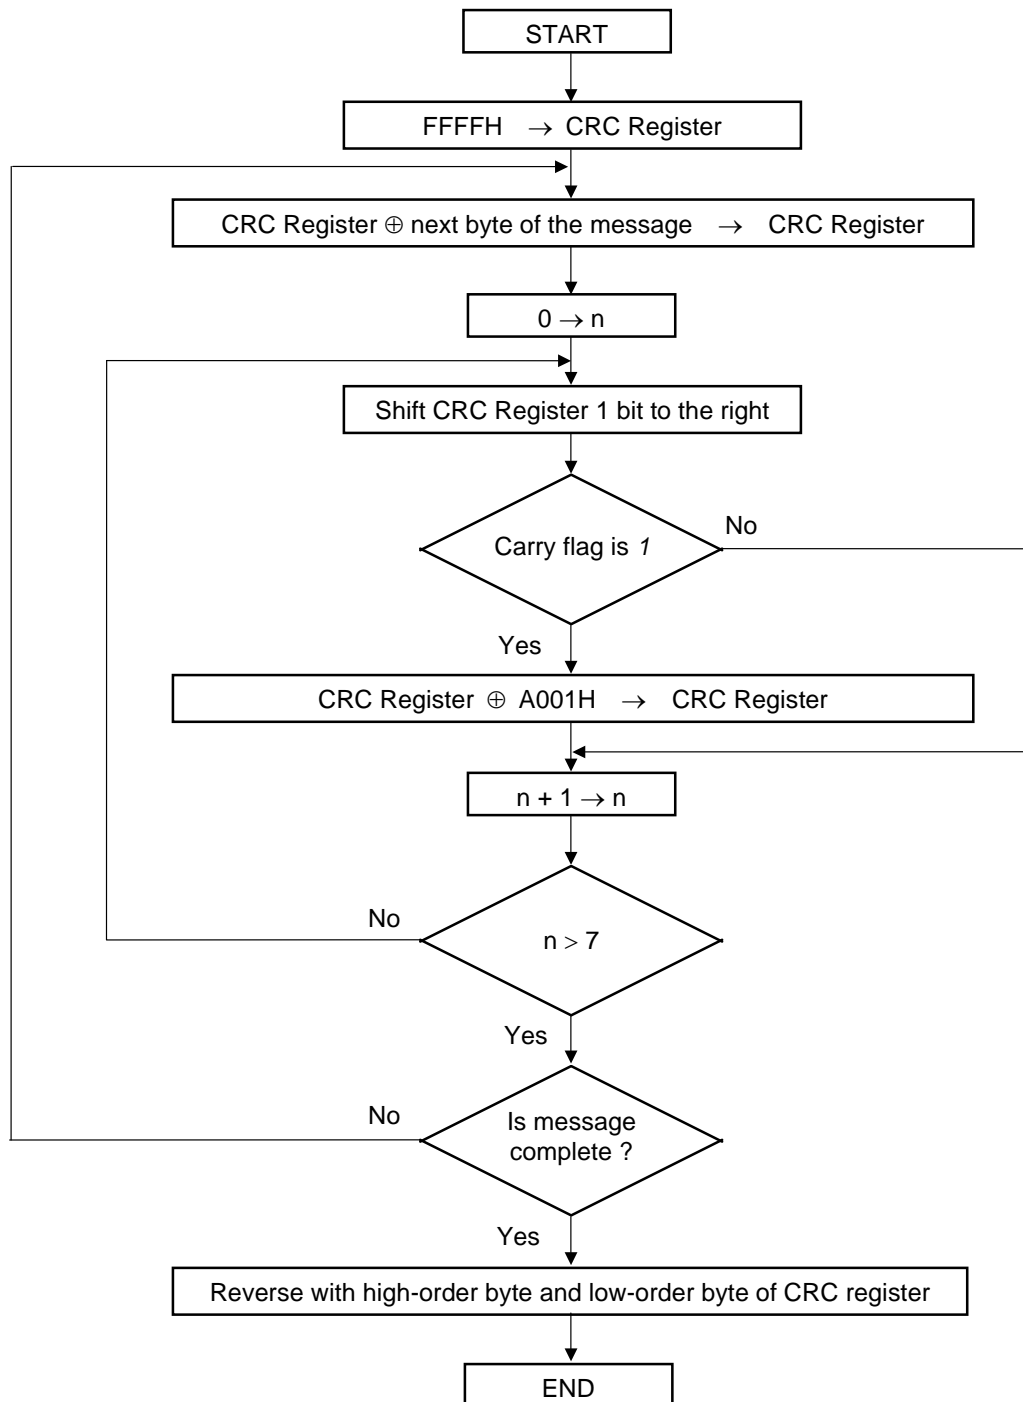 START
FFFFH → CRC Register
CRC Register ⊕ next byte of the message → CRC Register
0 → n
Shift CRC Register 1 bit to the right
Carry flag is 1
No
Yes
CRC Register ⊕ A001H → CRC Register
n + 1 → n
No
n > 7
Yes
No
Is message
complete ?
Yes
Reverse with high-order byte and low-order byte of CRC register
END